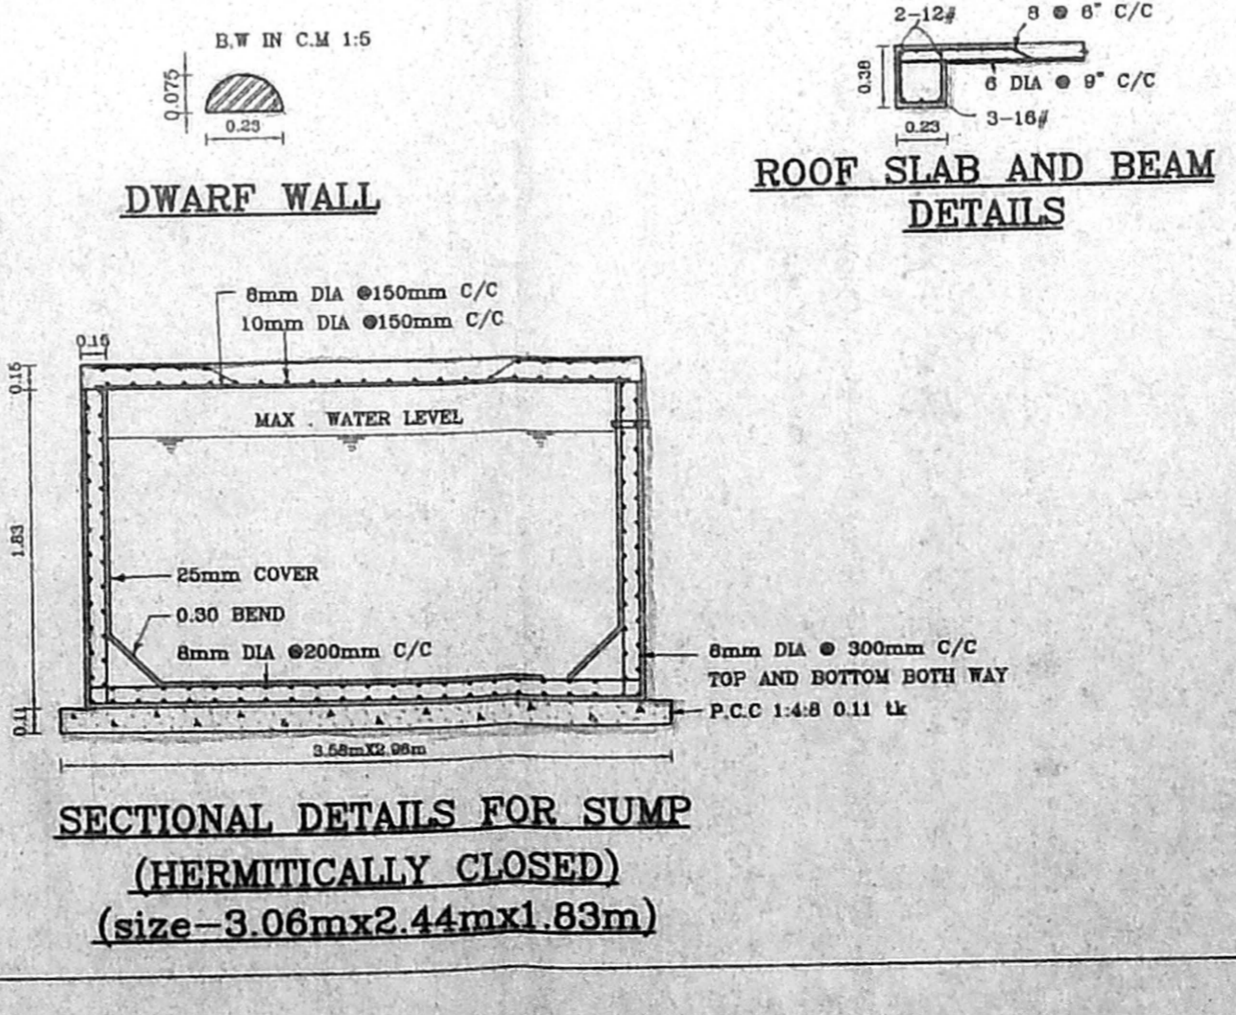 B.W IN C.M 1:5
0.075
0.23
DWARF WALL
2-12#
8 @ 6" C/C
0.38
6 DIA @ 9" C/C
3-16#
0.23
ROOF SLAB AND BEAM
DETAILS
8mm DIA @150mm C/C
10mm DIA @150mm C/C
0.15
0.15
MAX . WATER LEVEL
1.83
25mm COVER
0.30 BEND
8mm DIA @200mm C/C
8mm DIA @ 300mm C/C
TOP AND BOTTOM BOTH WAY
P.C.C 1:4:8 0.11 tk
0.11
3.58mX2.96m
SECTIONAL DETAILS FOR SUMP
(HERMITICALLY CLOSED)
(size-3.06mx2.44mx1.83m)